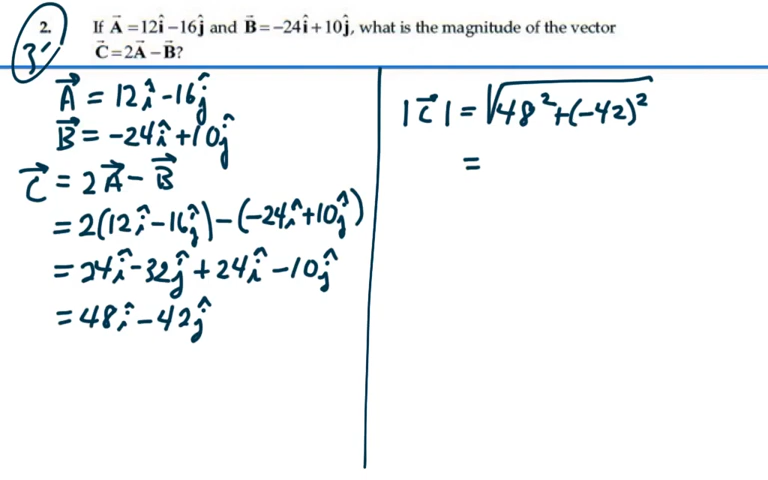 2. If A⃗ =12î−16ĵ and B⃗=−24î+10ĵ, what is the magnitude of the vector
C⃗=2A⃗−B⃗?
A⃗ = 12î-16ĵ
B⃗ = -24î+10ĵ
C⃗ = 2A⃗ - B⃗
= 2(12î-16ĵ)-(-24î+10ĵ)
= 24î-32ĵ+24î-10ĵ
= 48î-42ĵ
|C⃗| = √48²+(-42)²
=